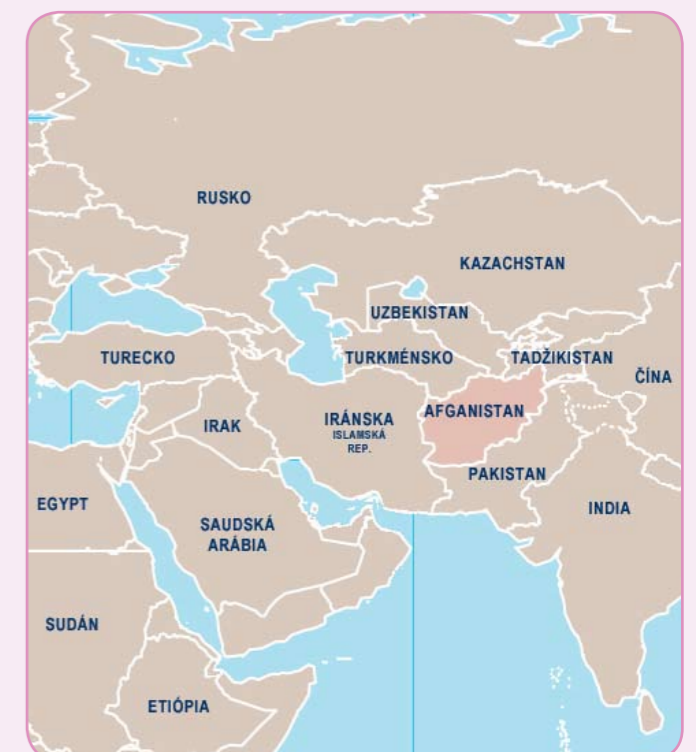 RUSKO
KAZACHSTAN
UZBEKISTAN
TURECKO
TURKMÉNSKO
TADŽIKISTAN
ČÍNA
IRAK
IRÁNSKA
ISLAMSKÁ
REP.
AFGANISTAN
PAKISTAN
EGYPT
INDIA
SAUDSKÁ
ARÁBIA
SUDÁN
ETIÓPIA